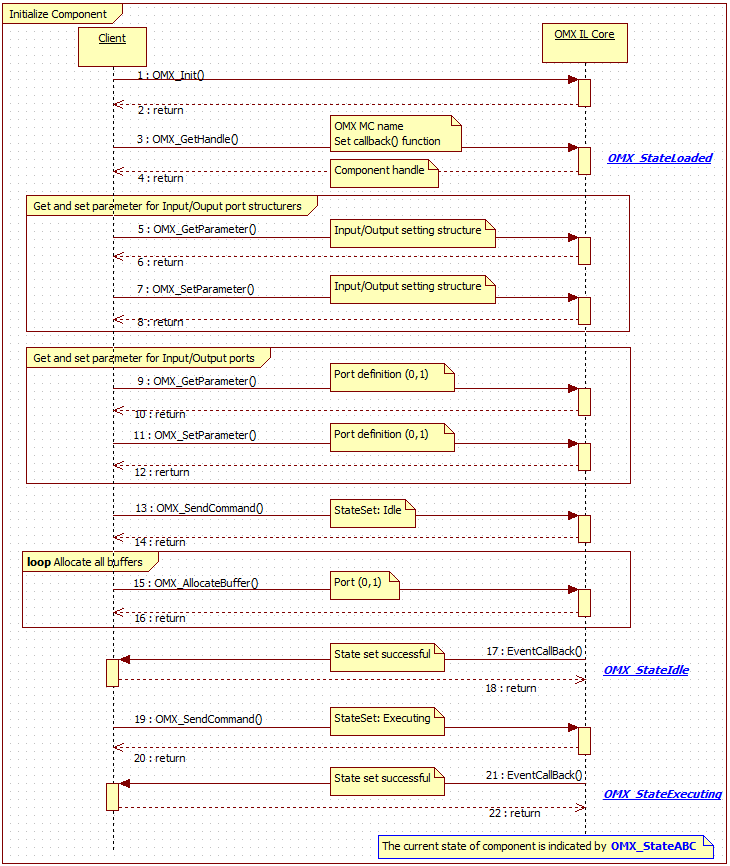 Initialize Component
Client
OMX IL Core
1 : OMX_Init()
2 : return
OMX MC name
Set callback() function
3 : OMX_GetHandle()
OMX_StateLoaded
Component handle
4 : return
Get and set parameter for Input/Ouput port structurers
5 : OMX_GetParameter()
Input/Output setting structure
6 : return
7 : OMX_SetParameter()
Input/Output setting structure
8 : return
Get and set parameter for Input/Output ports
9 : OMX_GetParameter()
Port definition (0,1)
10 : return
11 : OMX_SetParameter()
Port definition (0,1)
12 : rerturn
13 : OMX_SendCommand()
StateSet: Idle
14 : return
loop Allocate all buffers
15 : OMX_AllocateBuffer()
Port (0,1)
16 : return
State set successful
17 : EventCallBack()
OMX_StateIdle
18 : return
19 : OMX_SendCommand()
StateSet: Executing
20 : return
State set successful
21 : EventCallBack()
OMX_StateExecuting
22 : return
The current state of component is indicated by OMX_StateABC